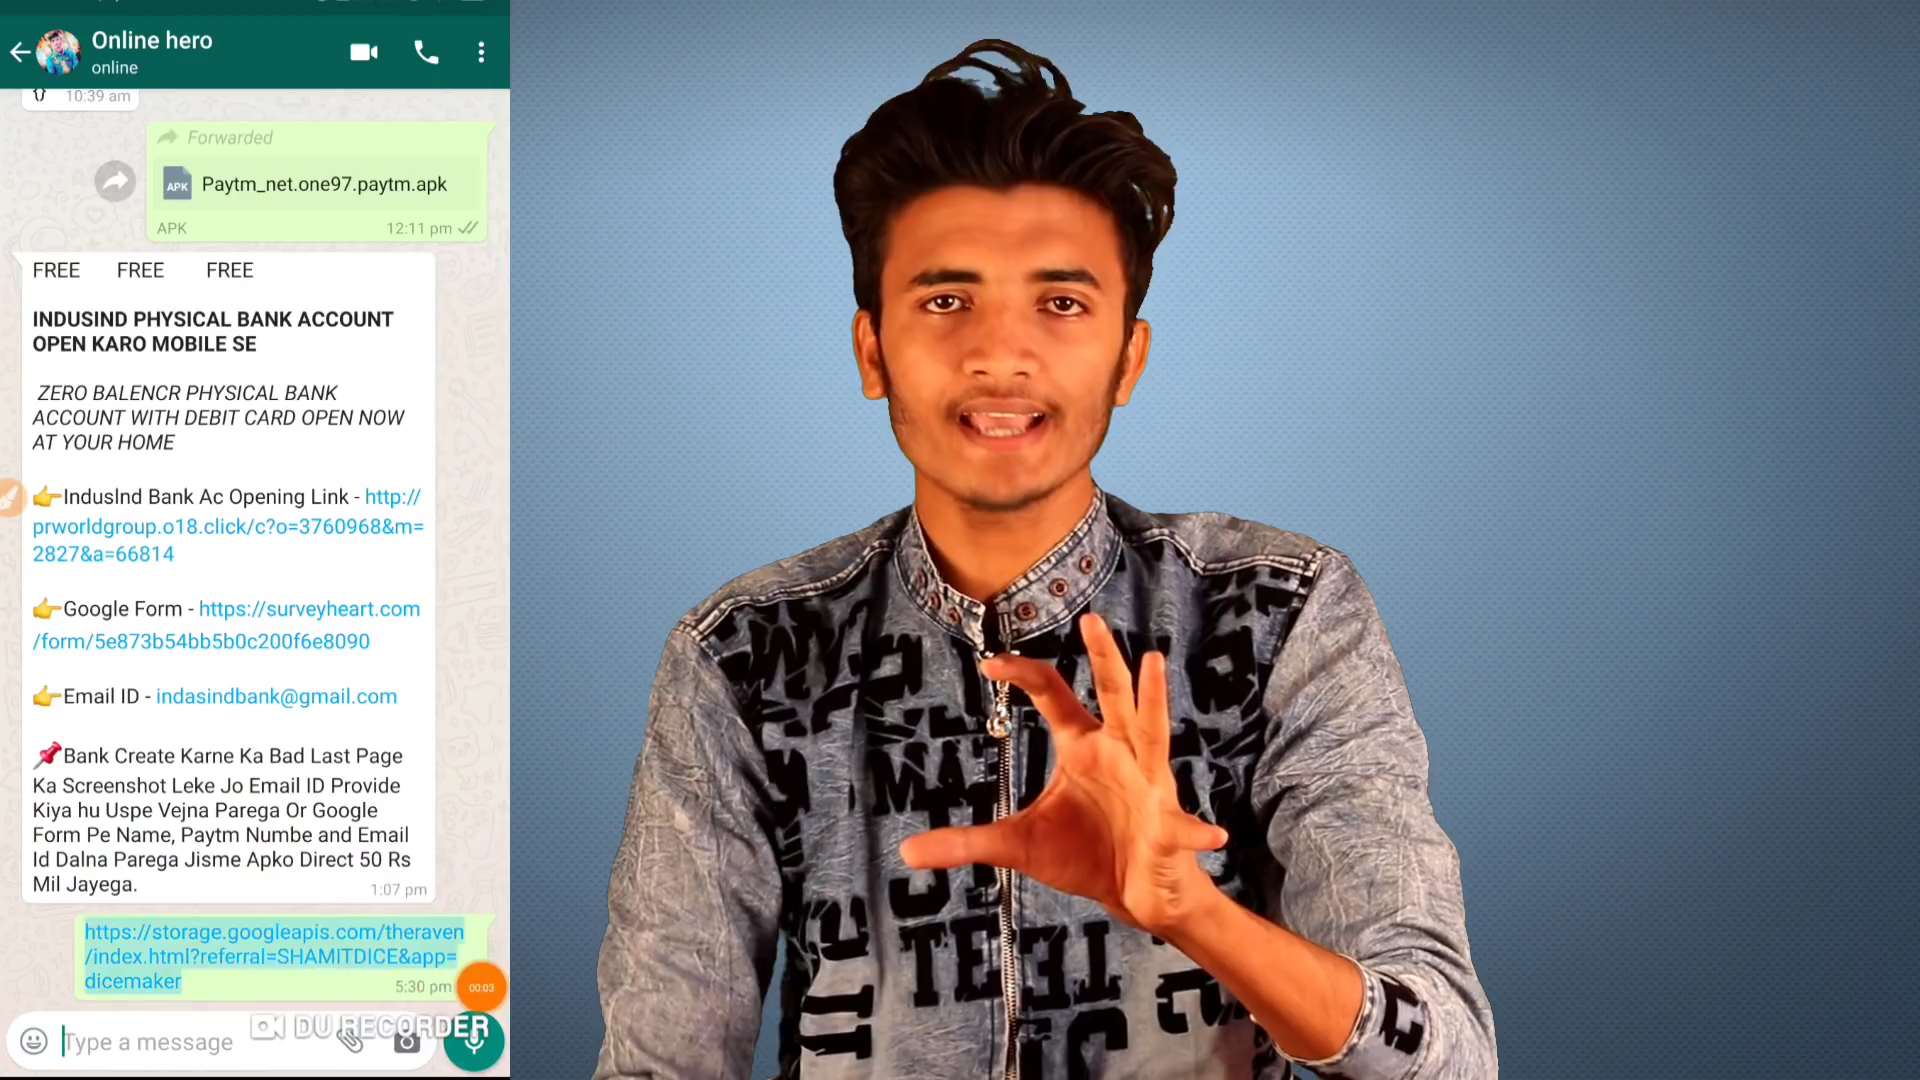 Online hero
online
10:39 am
Forwarded
APK
Paytm_net.one97.paytm.apk
APK 12:11 pm
FREE FREE FREE
INDUSIND PHYSICAL BANK ACCOUNT
OPEN KARO MOBILE SE
ZERO BALENCR PHYSICAL BANK
ACCOUNT WITH DEBIT CARD OPEN NOW
AT YOUR HOME
👉IndusInd Bank Ac Opening Link - http://
prworldgroup.o18.click/c?o=3760968&m=
2827&a=66814
👉Google Form - https://surveyheart.com
/form/5e873b54bb5b0c200f6e8090
👉Email ID - indasindbank@gmail.com
📌Bank Create Karne Ka Bad Last Page
Ka Screenshot Leke Jo Email ID Provide
Kiya hu Uspe Vejna Parega Or Google
Form Pe Name, Paytm Numbe and Email
Id Dalna Parega Jisme Apko Direct 50 Rs
Mil Jayega.
1:07 pm
https://storage.googleapis.com/theraven
/index.html?referral=SHAMITDICE&app=
dicemaker
5:30 pm
00:03
Type a message
DU RECORDER